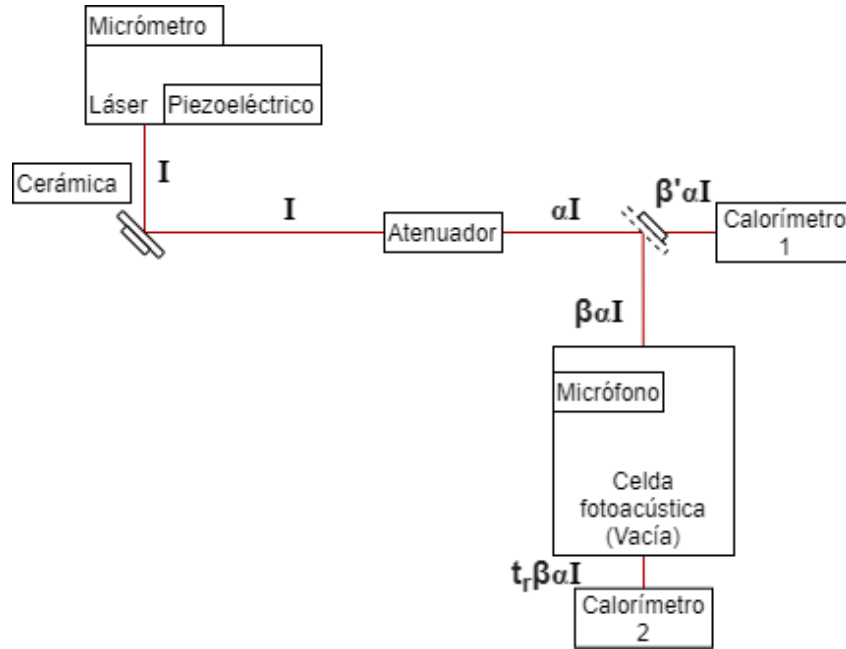 Micrómetro
Láser
Piezoeléctrico
Cerámica
I
I
Atenuador
αI
β'αI
Calorímetro
1
βαI
Micrófono
Celda
fotoacústica
(Vacía)
trβαI
Calorímetro
2